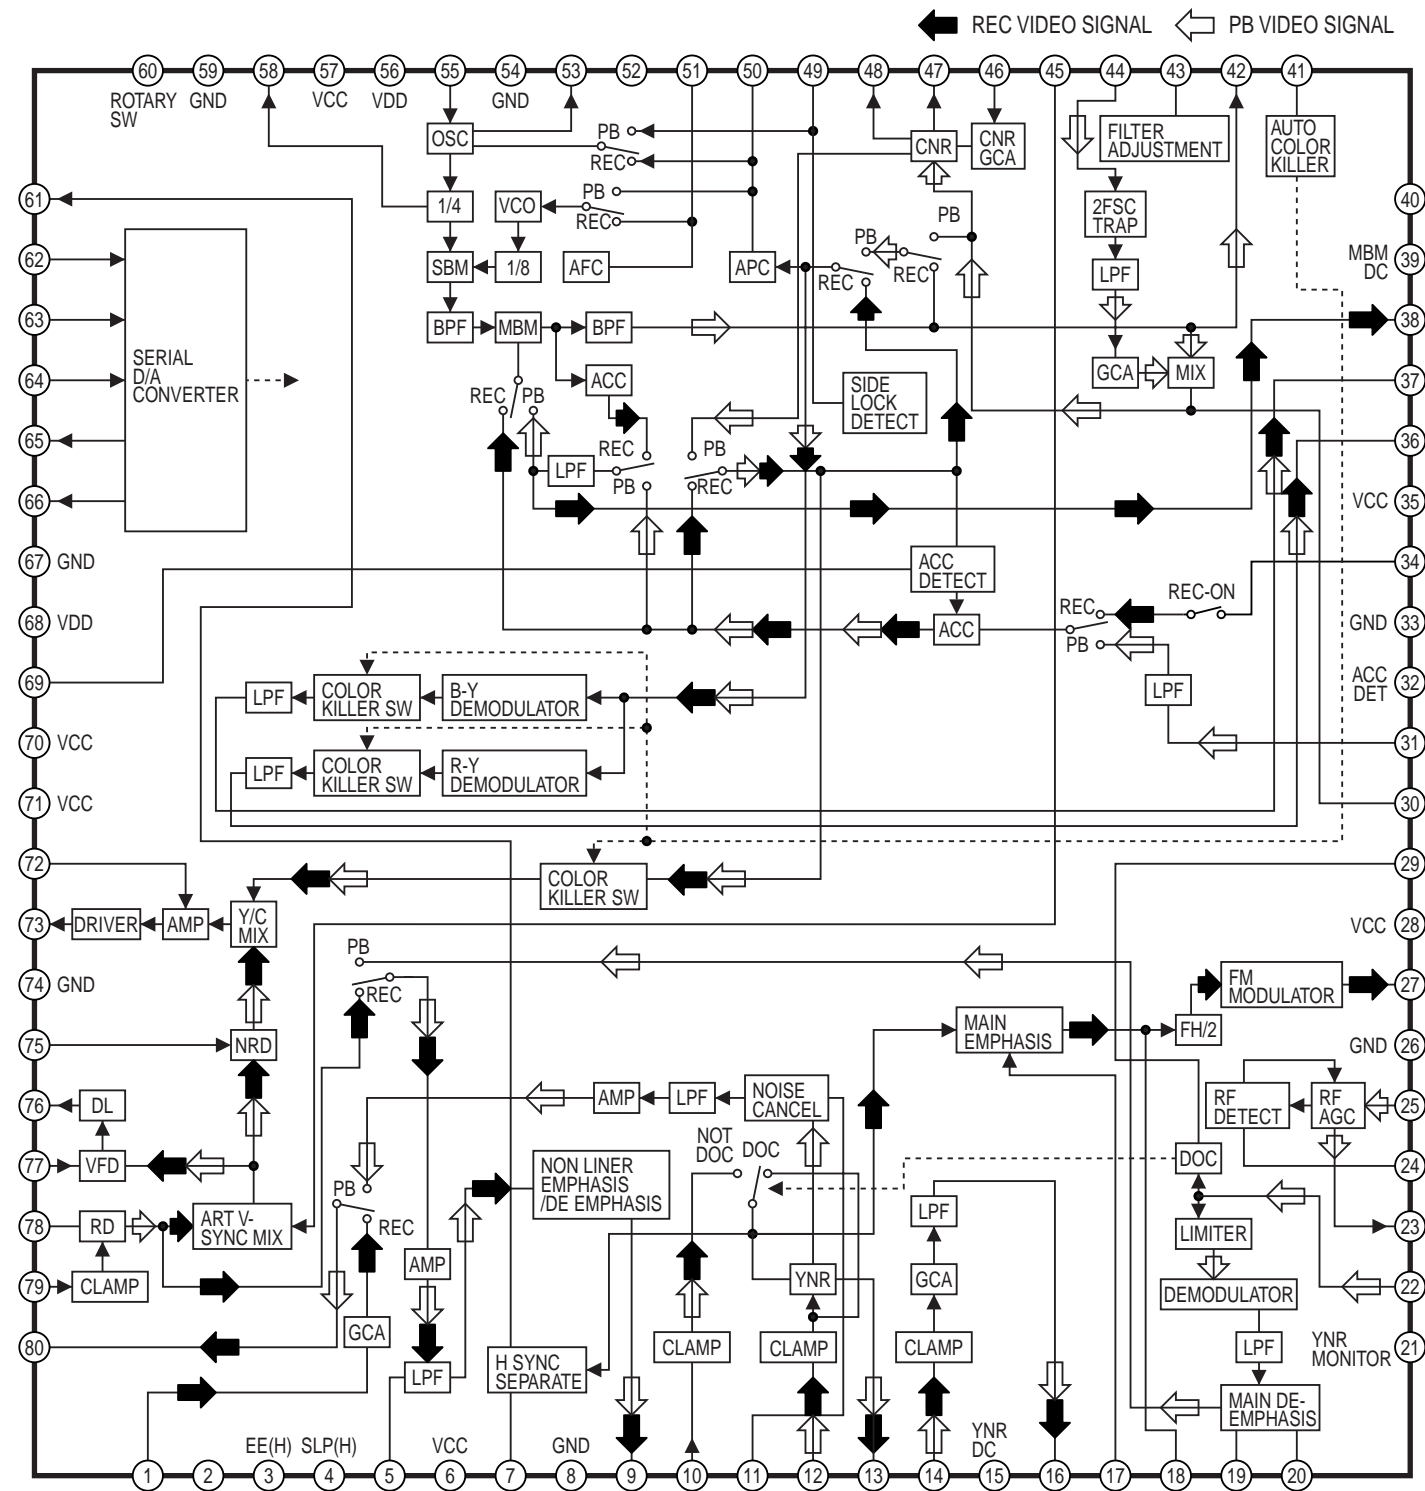 REC VIDEO SIGNAL PB VIDEO SIGNAL
60 59 58 57 56 55 54 53 52 51 50 49 48 47 46 45 44 43 42 41
ROTARY
SW
GND
VCC
VDD
GND
OSC
PB
REC
CNR
CNR
GCA
FILTER
ADJUSTMENT
AUTO
COLOR
KILLER
61
1/4
VCO
PB
REC
PB
PB
REC
REC
2FSC
TRAP
40
62
SBM
1/8
AFC
APC
LPF
MBM
DC
39
63
SERIAL
D/A
CONVERTER
BPF
MBM
BPF
38
64
REC
PB
ACC
SIDE
LOCK
DETECT
GCA
MIX
37
65
LPF
REC
PB
PB
REC
36
66
VCC
35
67
GND
ACC
DETECT
34
68
VDD
ACC
REC
PB
REC-ON
GND
33
69
LPF
COLOR
KILLER SW
B-Y
DEMODULATOR
LPF
ACC
DET
32
70
VCC
LPF
COLOR
KILLER SW
R-Y
DEMODULATOR
31
71
VCC
30
72
COLOR
KILLER SW
29
73
DRIVER
AMP
Y/C
MIX
PB
REC
VCC
28
74
GND
FM
MODULATOR
27
75
NRD
MAIN
EMPHASIS
FH/2
GND
26
76
DL
AMP
LPF
NOISE
CANCEL
RF
DETECT
RF
AGC
25
77
VFD
PB
REC
NON LINER
EMPHASIS
/DE EMPHASIS
NOT
DOC
DOC
DOC
24
78
RD
ART V-
SYNC MIX
LPF
LIMITER
23
79
CLAMP
AMP
YNR
GCA
DEMODULATOR
22
80
GCA
LPF
H SYNC
SEPARATE
CLAMP
CLAMP
CLAMP
LPF
YNR
MONITOR
21
MAIN DE-
EMPHASIS
EE(H)
SLP(H)
VCC
GND
YNR
DC
1 2 3 4 5 6 7 8 9 10 11 12 13 14 15 16 17 18 19 20